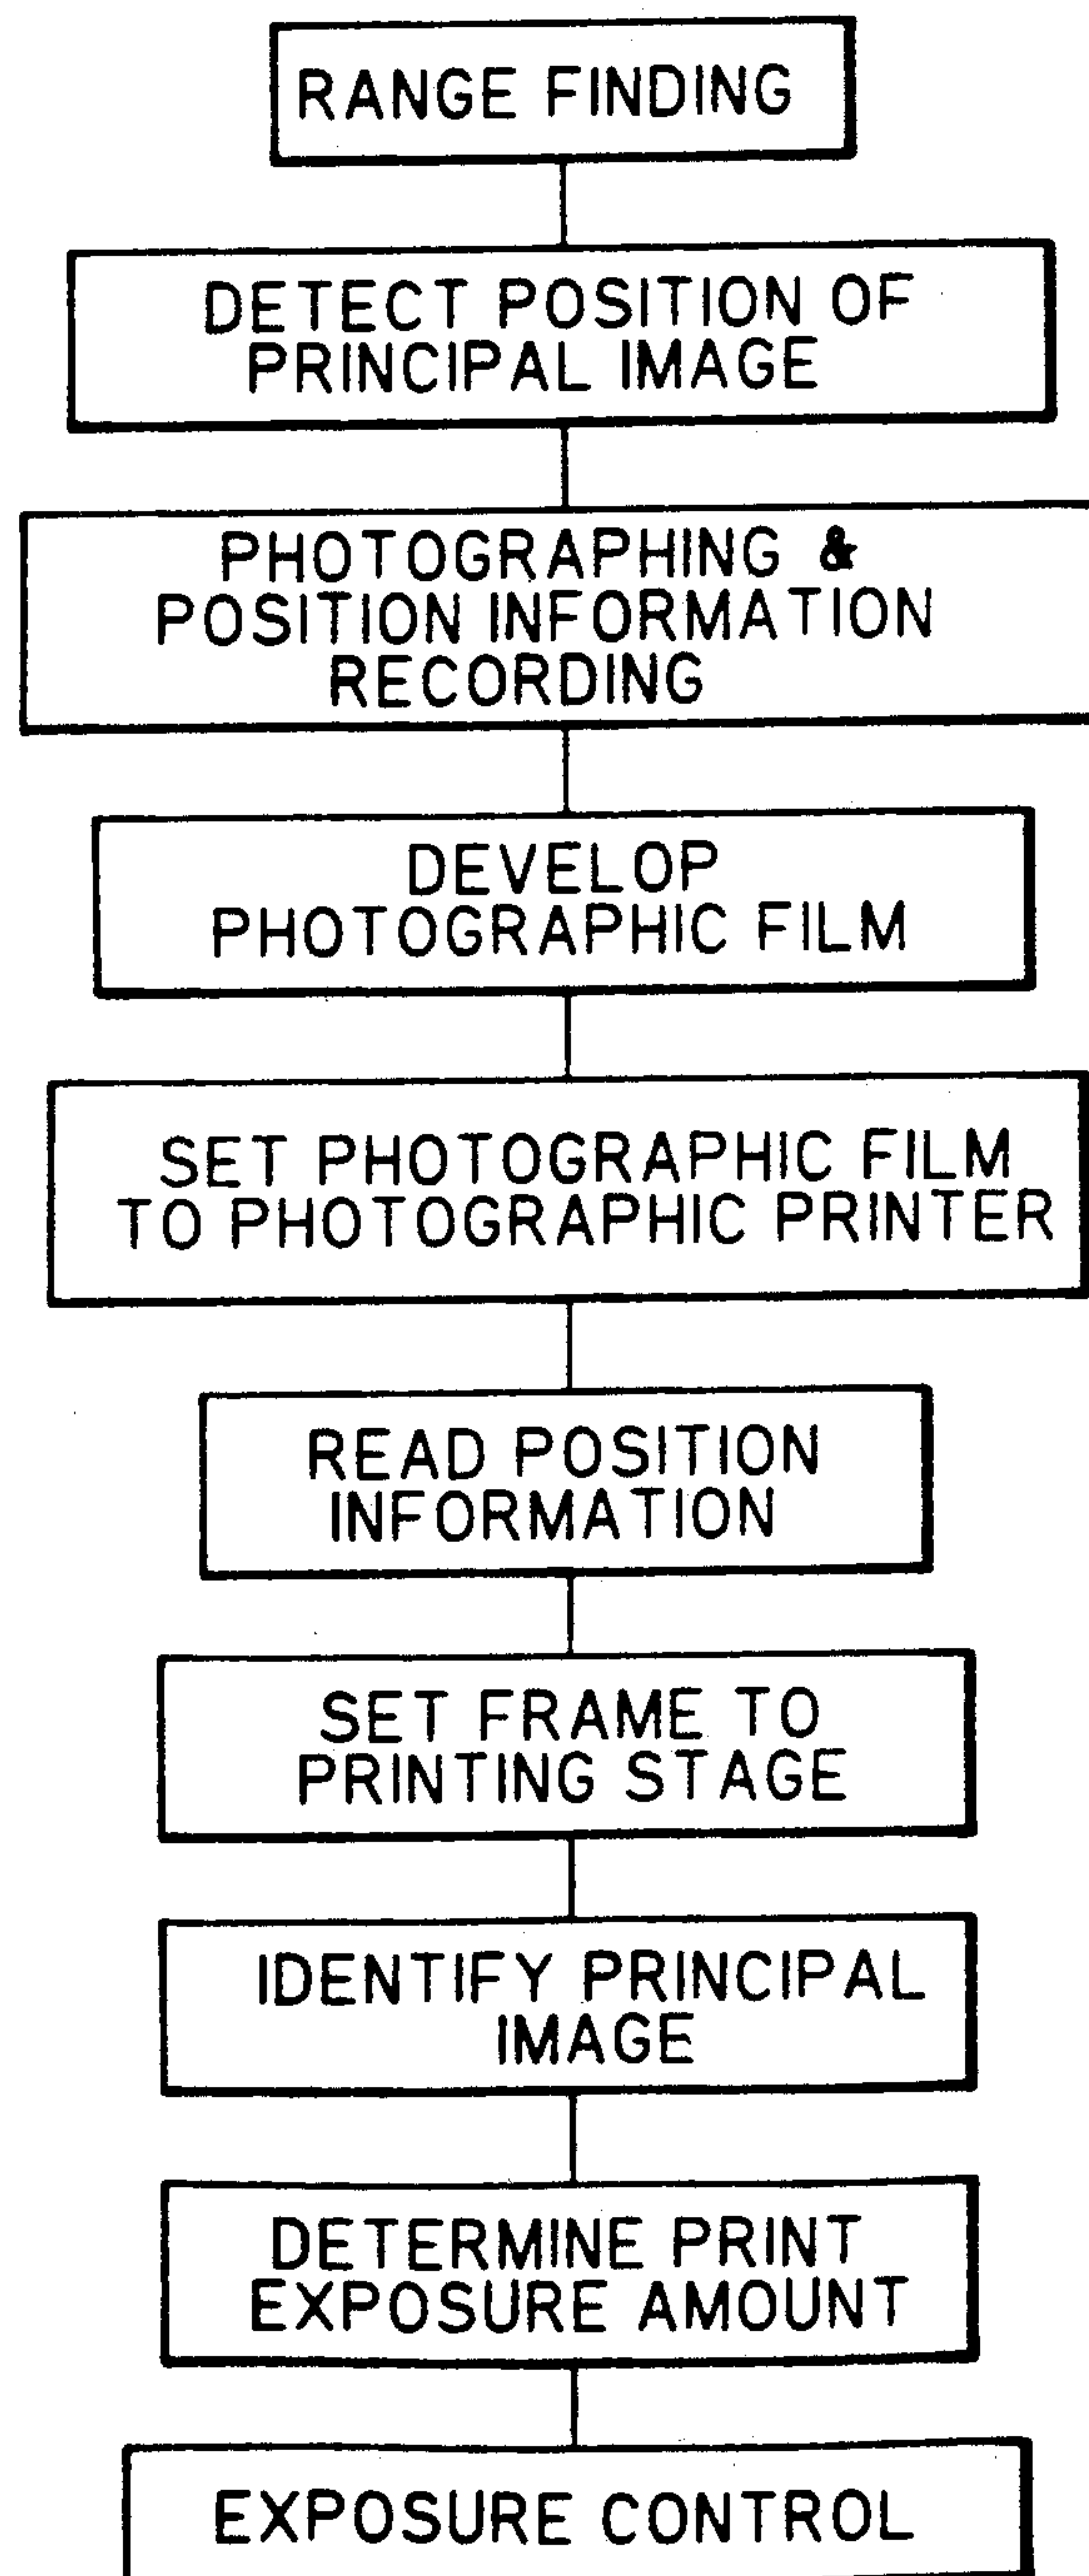 RANGE FINDING
DETECT POSITION OF
PRINCIPAL IMAGE
PHOTOGRAPHING &
POSITION INFORMATION
RECORDING
DEVELOP
PHOTOGRAPHIC FILM
SET PHOTOGRAPHIC FILM
TO PHOTOGRAPHIC PRINTER
READ POSITION
INFORMATION
SET FRAME TO
PRINTING STAGE
IDENTIFY PRINCIPAL
IMAGE
DETERMINE PRINT
EXPOSURE AMOUNT
EXPOSURE CONTROL